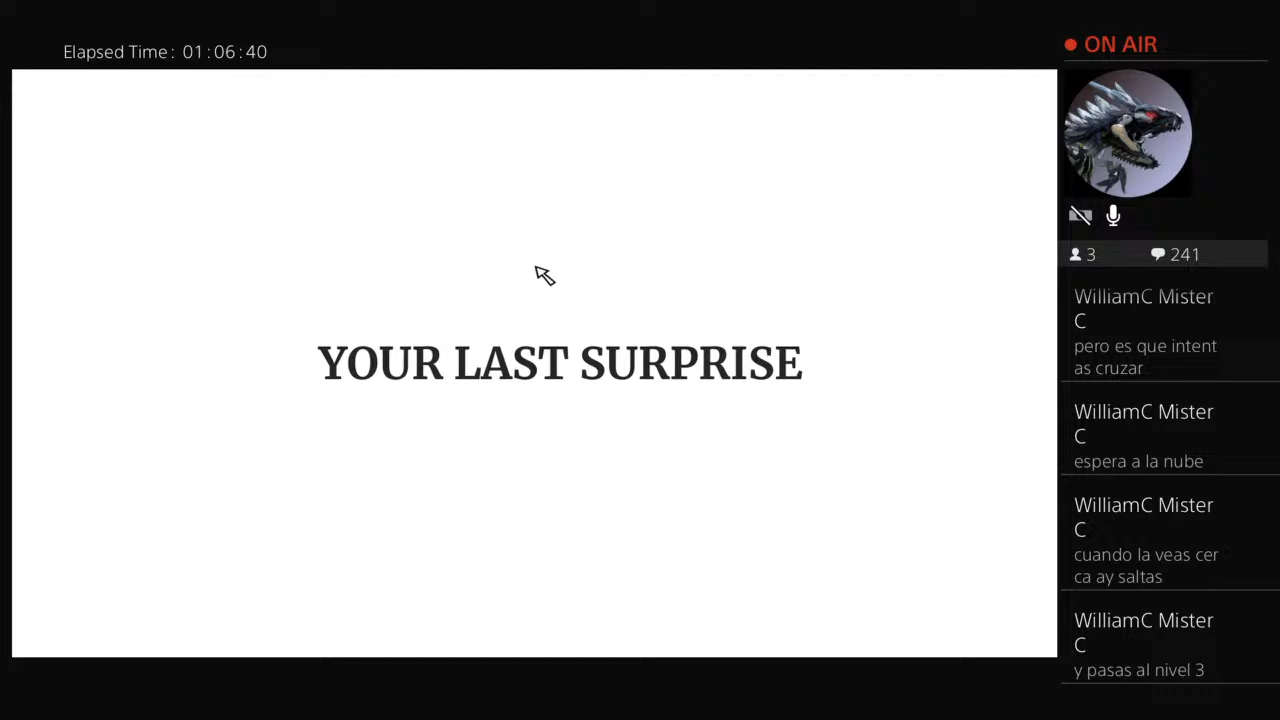 Elapsed Time: 01:06:40
ON AIR
YOUR LAST SURPRISE
3 241
WilliamC Mister
C
pero es que intent
as cruzar
WilliamC Mister
C
espera a la nube
WilliamC Mister
C
cuando la veas cer
ca ay saltas
WilliamC Mister
C
y pasas al nivel 3